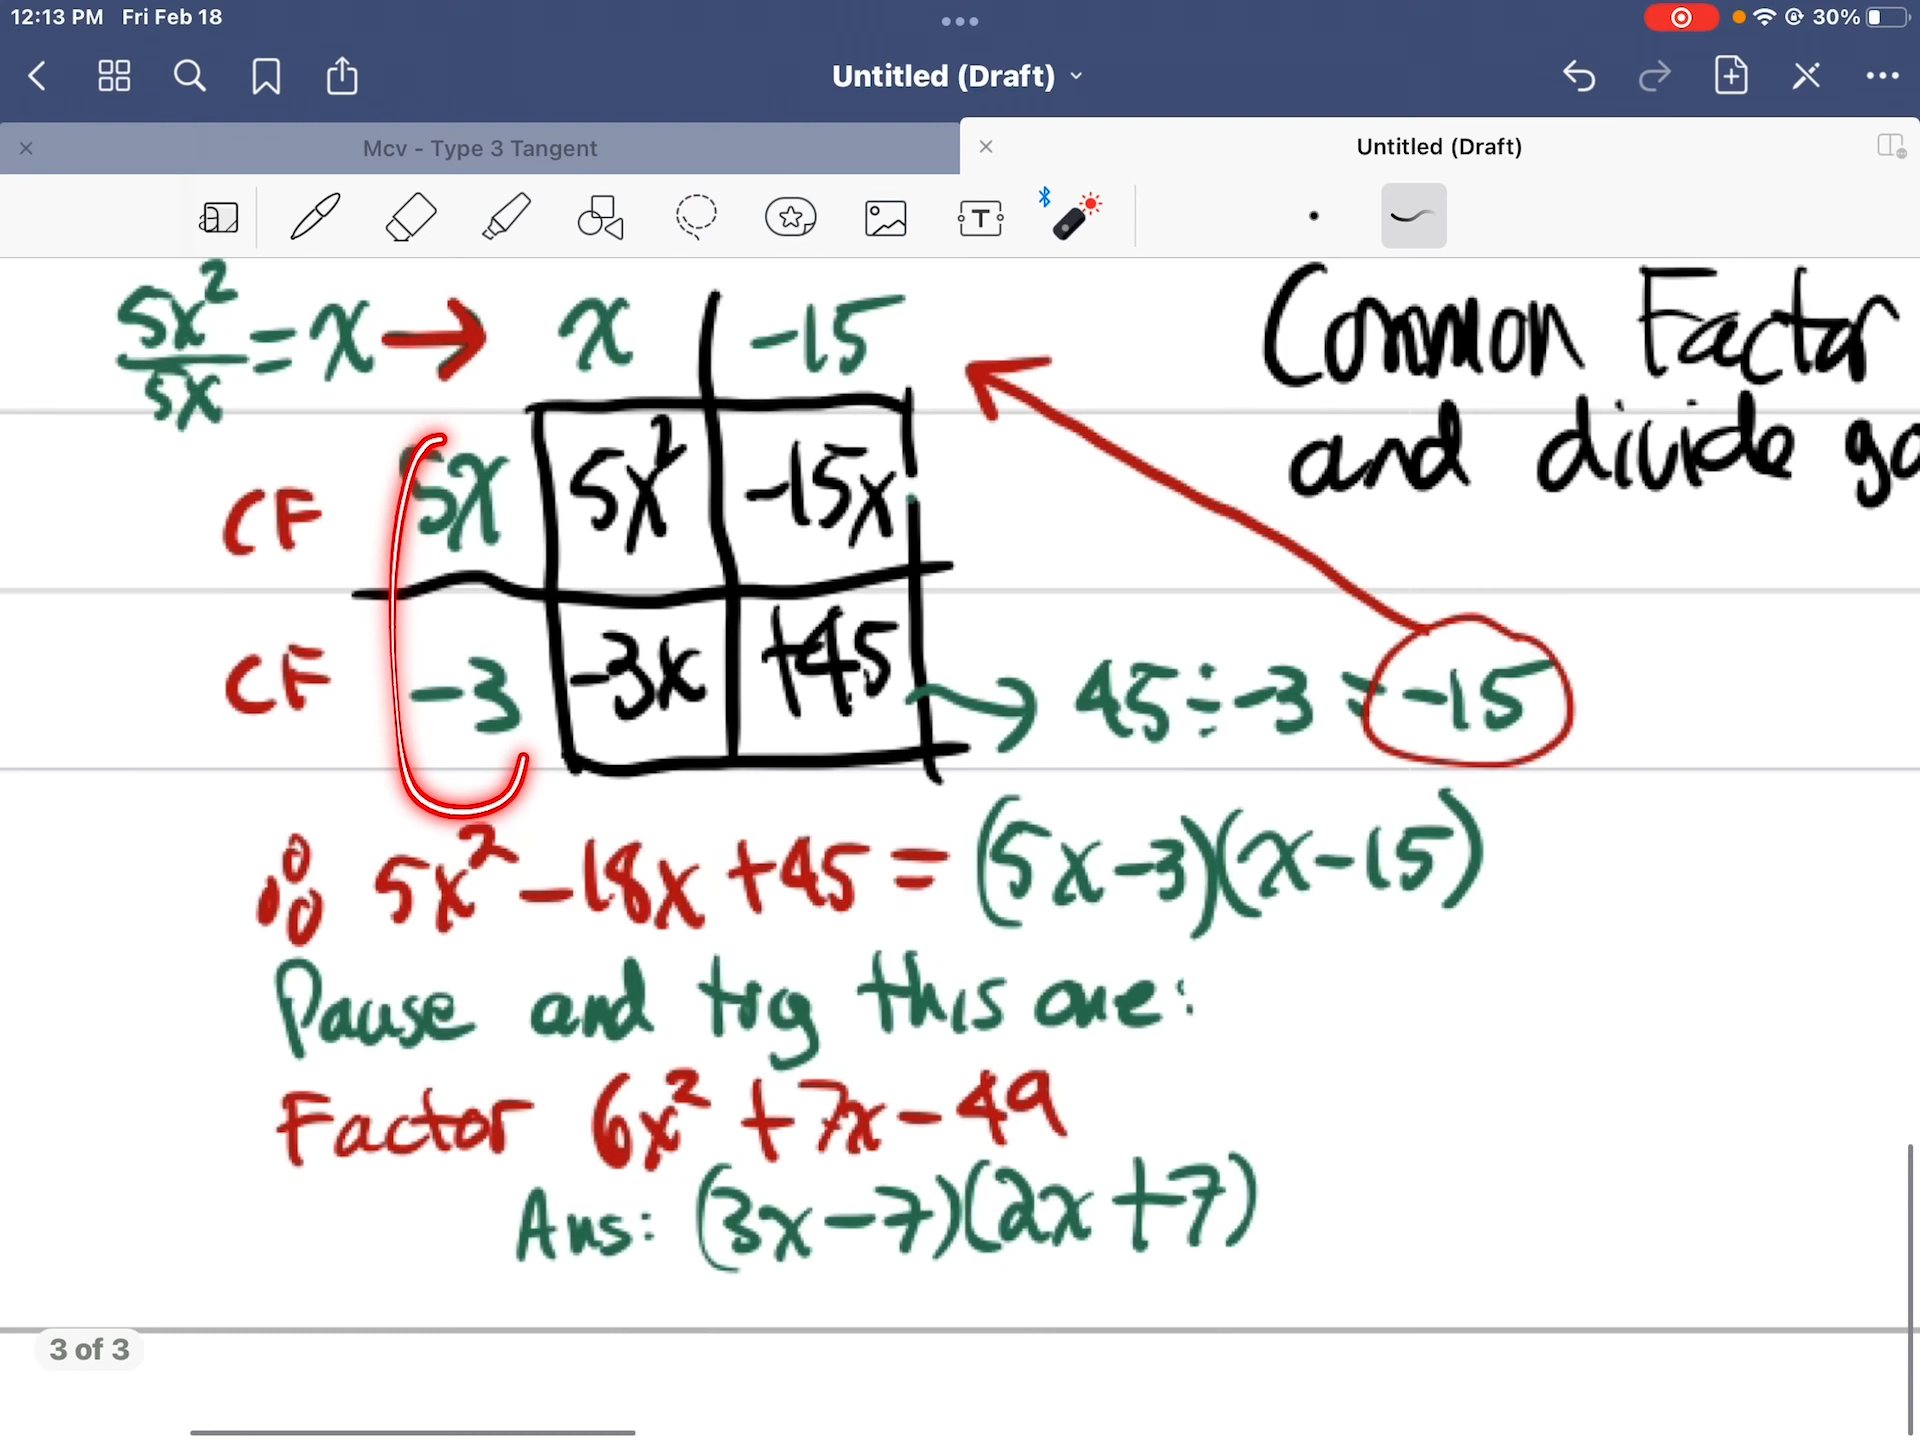 12:13 PM Fri Feb 18
30%
Untitled (Draft)
Mcv - Type 3 Tangent
Untitled (Draft)
5x²/5x = x → x | -15
Common Factor
and divide go
CF 5x 5x² -15x
CF -3 -3x +45 → 45 ÷ -3 = -15
∴ 5x² - 18x + 45 = (5x-3)(x-15)
Pause and try this one:
Factor 6x² + 7x - 49
Ans: (3x-7)(2x+7)
3 of 3